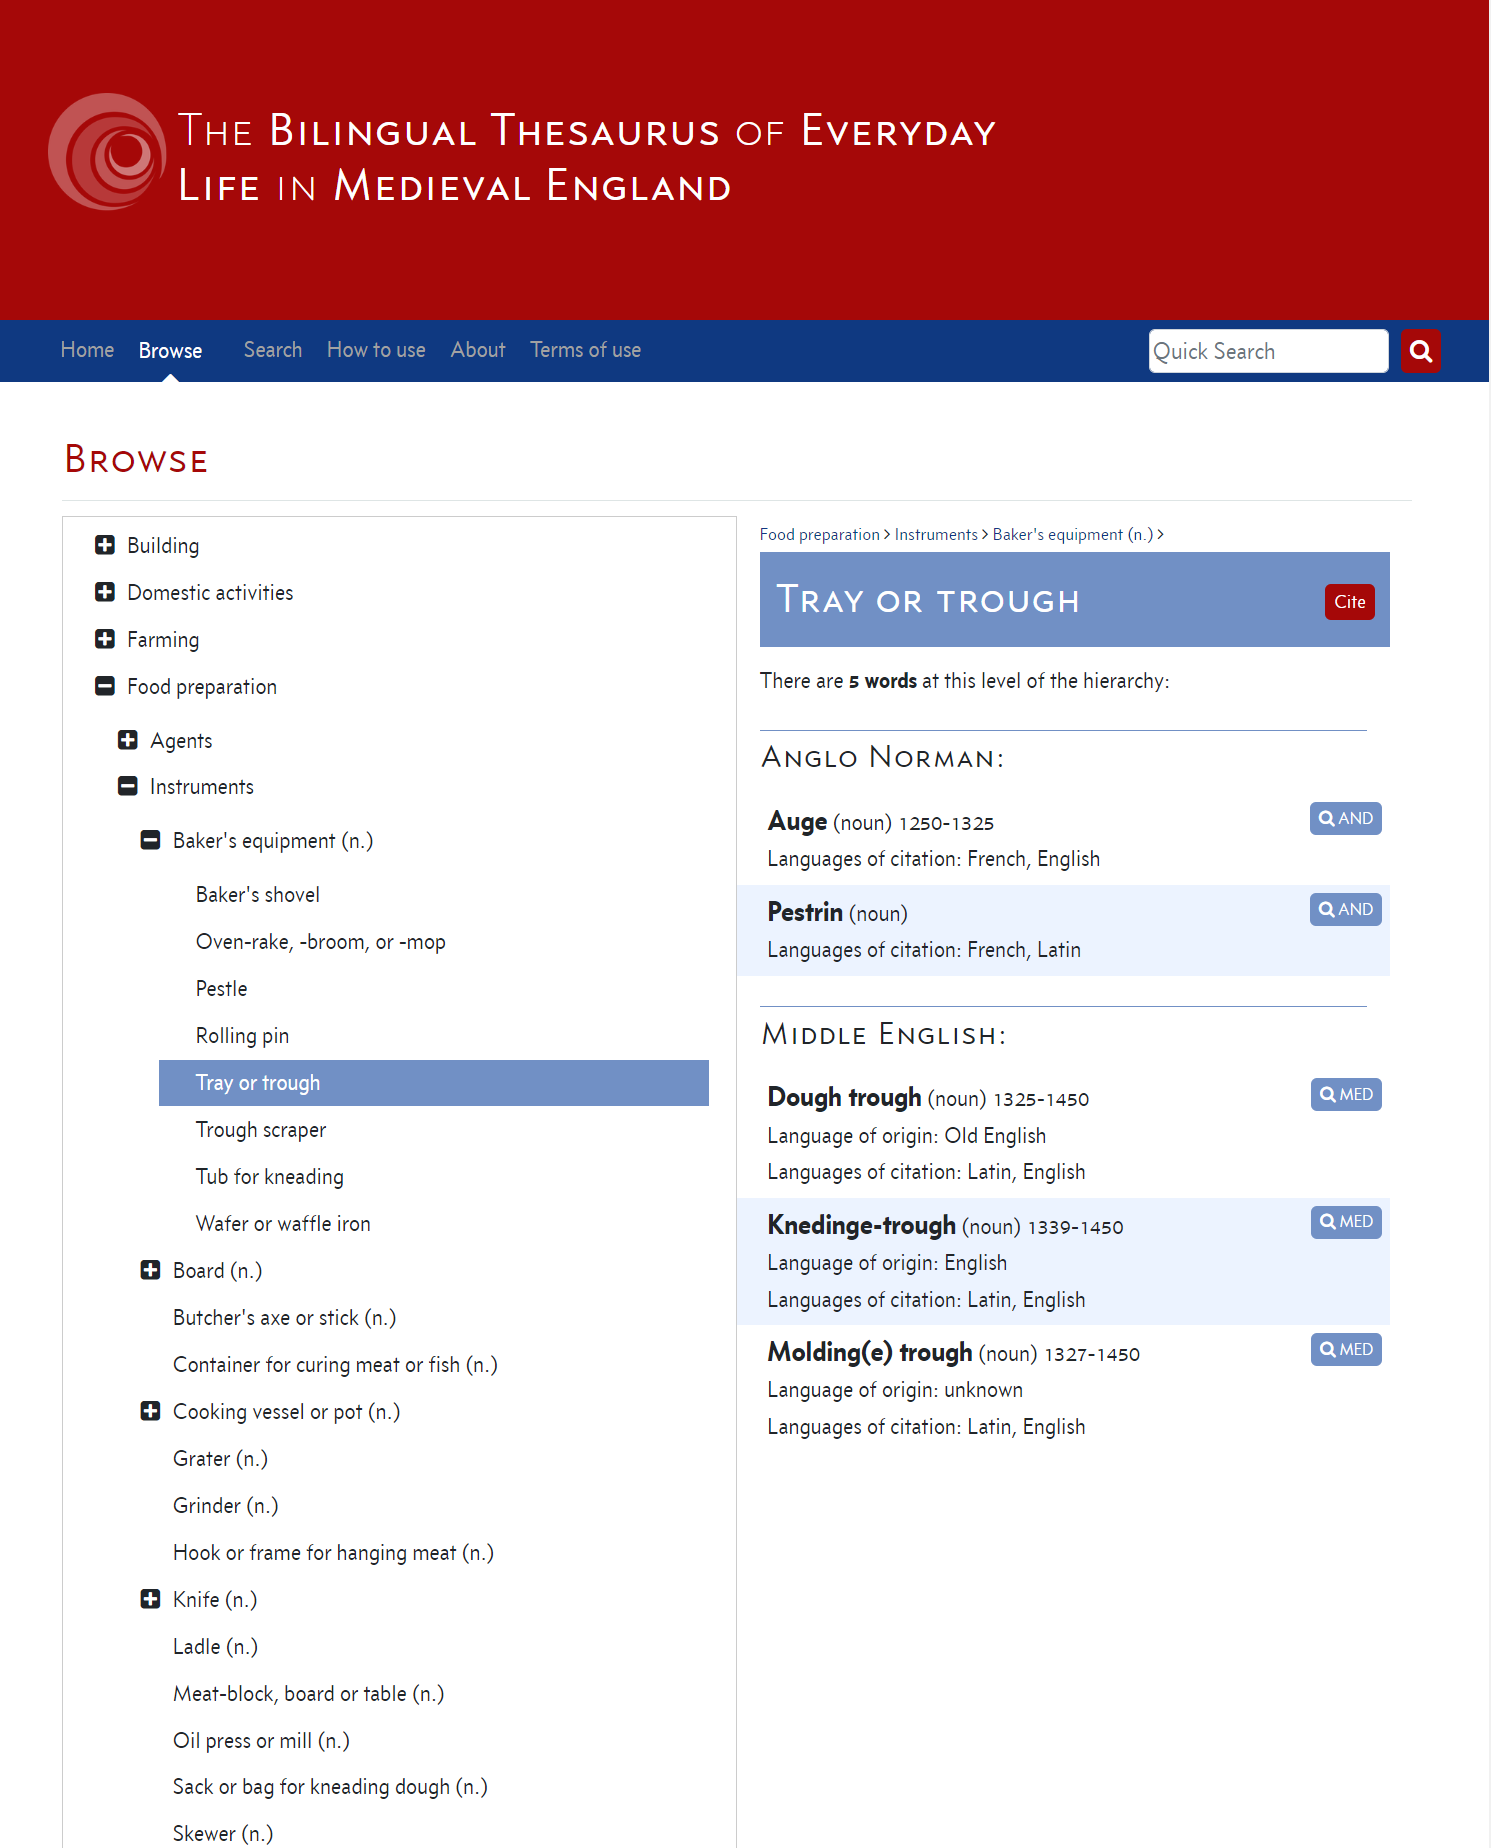 The Bilingual Thesaurus of Everyday
Life in Medieval England
Home Browse Search How to use About Terms of use Quick Search
Browse
Building
Domestic activities
Farming
Food preparation
Agents
Instruments
Baker's equipment (n.)
Baker's shovel
Oven-rake, -broom, or -mop
Pestle
Rolling pin
Tray or trough
Trough scraper
Tub for kneading
Wafer or waffle iron
Board (n.)
Butcher's axe or stick (n.)
Container for curing meat or fish (n.)
Cooking vessel or pot (n.)
Grater (n.)
Grinder (n.)
Hook or frame for hanging meat (n.)
Knife (n.)
Ladle (n.)
Meat-block, board or table (n.)
Oil press or mill (n.)
Sack or bag for kneading dough (n.)
Skewer (n.)
Food preparation > Instruments > Baker's equipment (n.) >
Tray or trough Cite
There are 5 words at this level of the hierarchy:
Anglo Norman:
Auge (noun) 1250-1325 AND
Languages of citation: French, English
Pestrin (noun) AND
Languages of citation: French, Latin
Middle English:
Dough trough (noun) 1325-1450 MED
Language of origin: Old English
Languages of citation: Latin, English
Knedinge-trough (noun) 1339-1450 MED
Language of origin: English
Languages of citation: Latin, English
Molding(e) trough (noun) 1327-1450 MED
Language of origin: unknown
Languages of citation: Latin, English